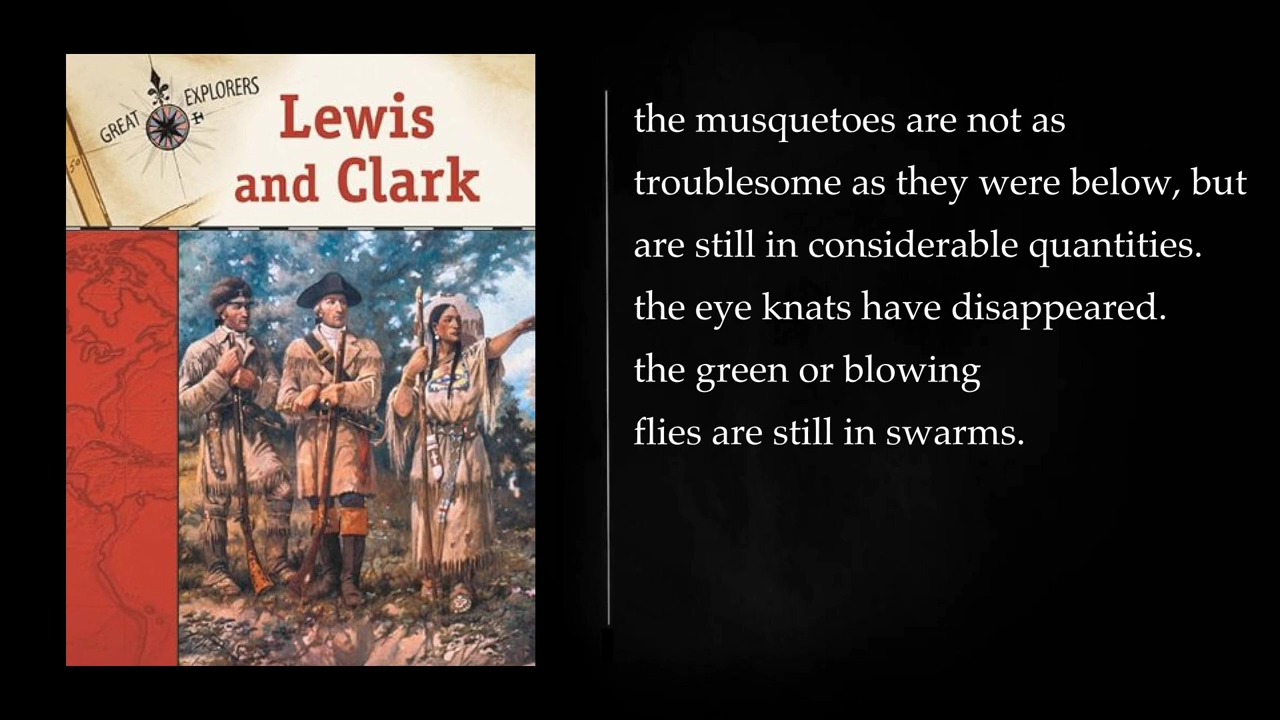 GREAT EXPLORERS
Lewis
and Clark
50
the musquetoes are not as
troublesome as they were below, but
are still in considerable quantities.
the eye knats have disappeared.
the green or blowing
flies are still in swarms.